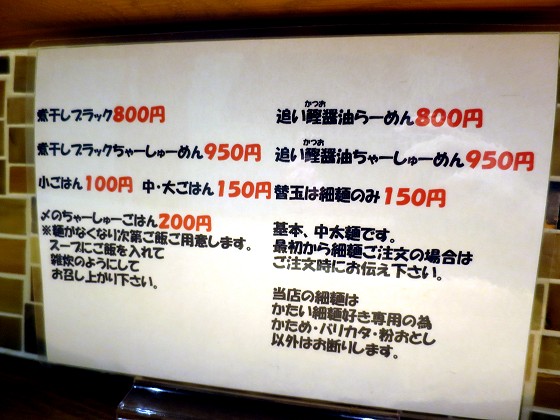 煮干しブラック800円
煮干しブラックちゃーしゅーめん950円
小ごはん100円 中・大ごはん150円
〆のちゃーしゅーごはん200円
※麺がなくなり次第ご飯ご用意します。
スープにご飯を入れて
雑炊のようにして
お召し上がり下さい。
かつお
追い鰹醤油らーめん800円
かつお
追い鰹醤油ちゃーしゅーめん950円
替玉は細麺のみ150円
基本、中太麺です。
最初から細麺ご注文の場合は
ご注文時にお伝え下さい。
当店の細麺は
かたい細麺好き専用の為
かため・バリカタ・粉おとし
以外はお断りします。